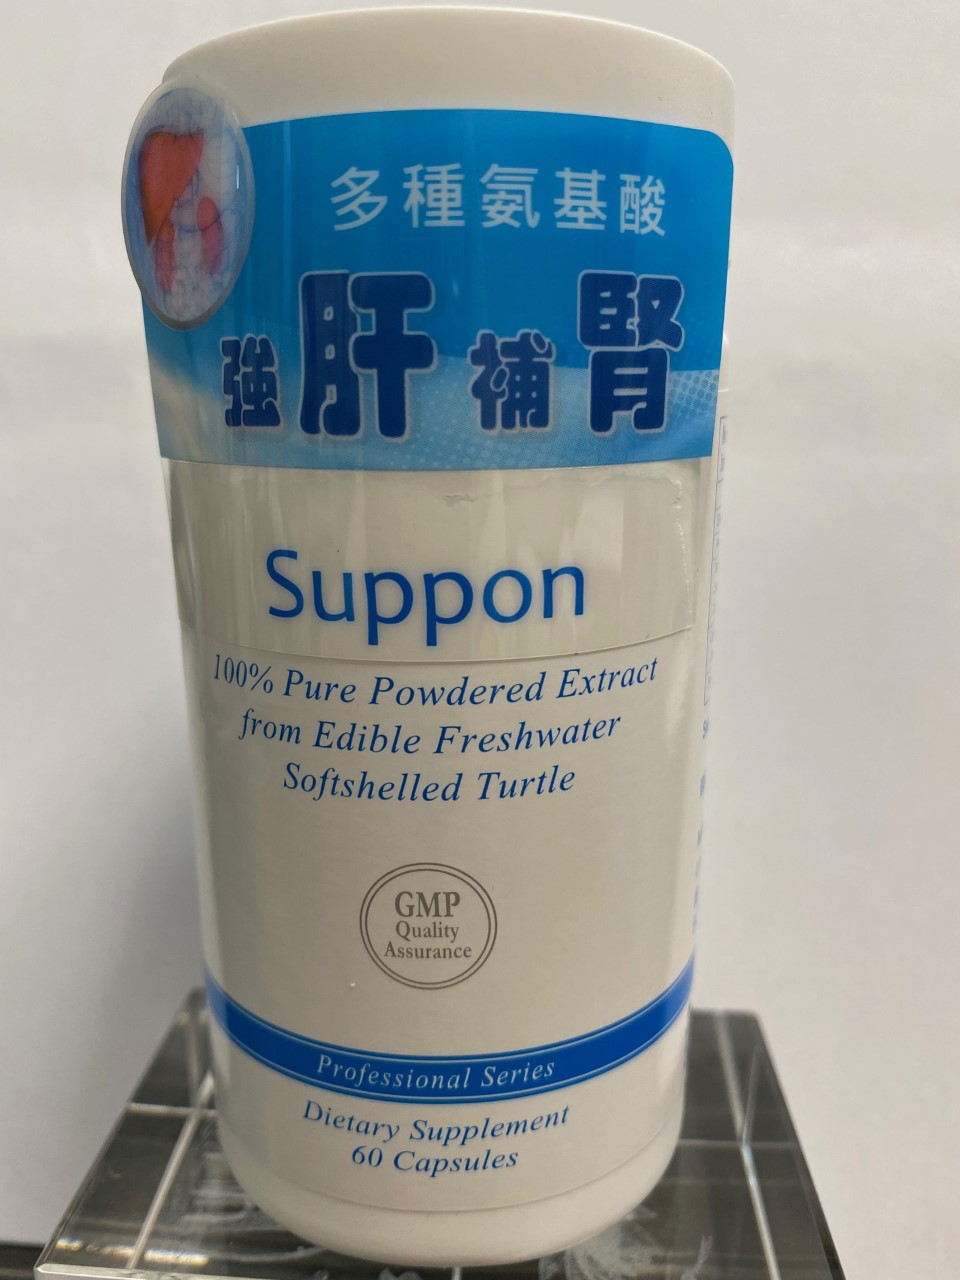 多種氨基酸
強肝補腎
Suppon
100% Pure Powdered Extract
from Edible Freshwater
Softshelled Turtle
GMP
Quality
Assurance
Professional Series
Dietary Supplement
60 Capsules